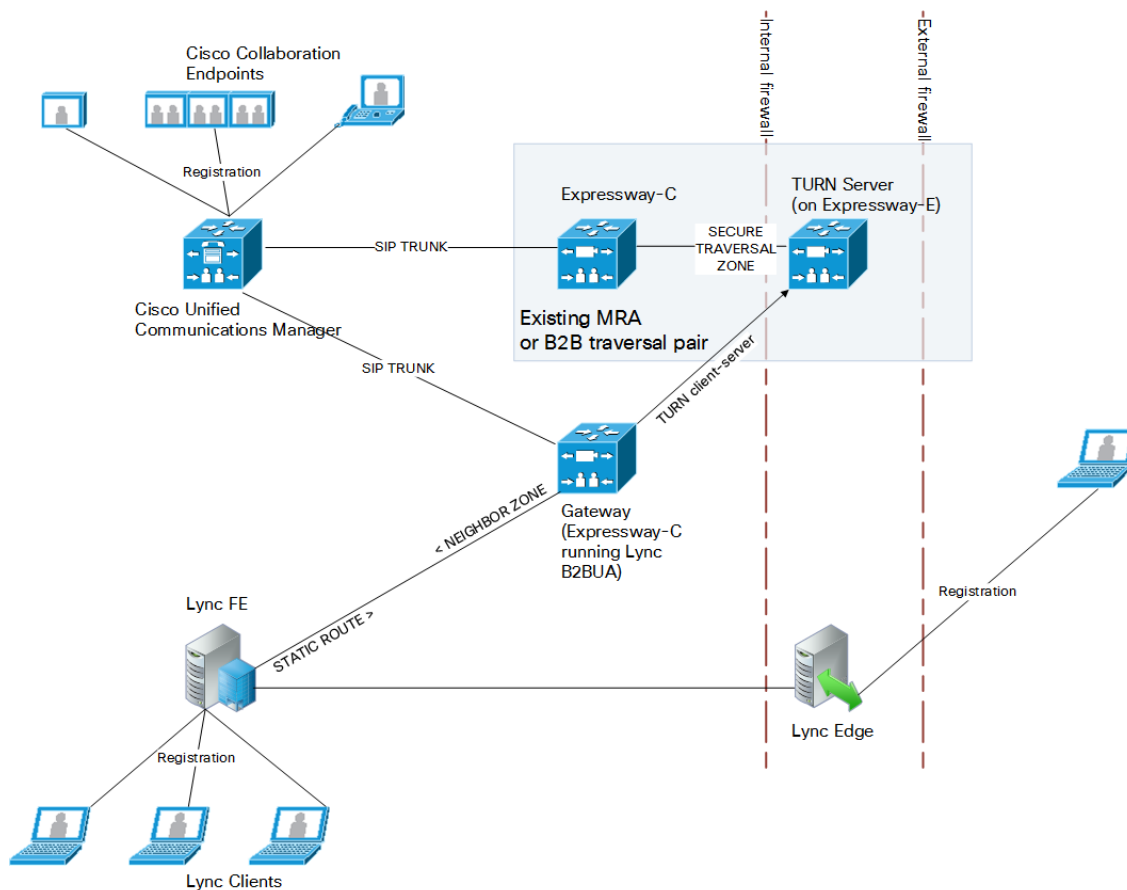 Internal firewall
External firewall
Cisco Collaboration
Endpoints
Registration
Expressway-C
TURN Server
(on Expressway-E)
SIP TRUNK
SECURE
TRAVERSAL
ZONE
Cisco Unified
Communications Manager
Existing MRA
or B2B traversal pair
SIP TRUNK
TURN client-server
< NEIGHBOR ZONE
Gateway
(Expressway-C
running Lync
B2BUA)
Registration
Lync FE
STATIC ROUTE >
Lync Edge
Registration
Lync Clients